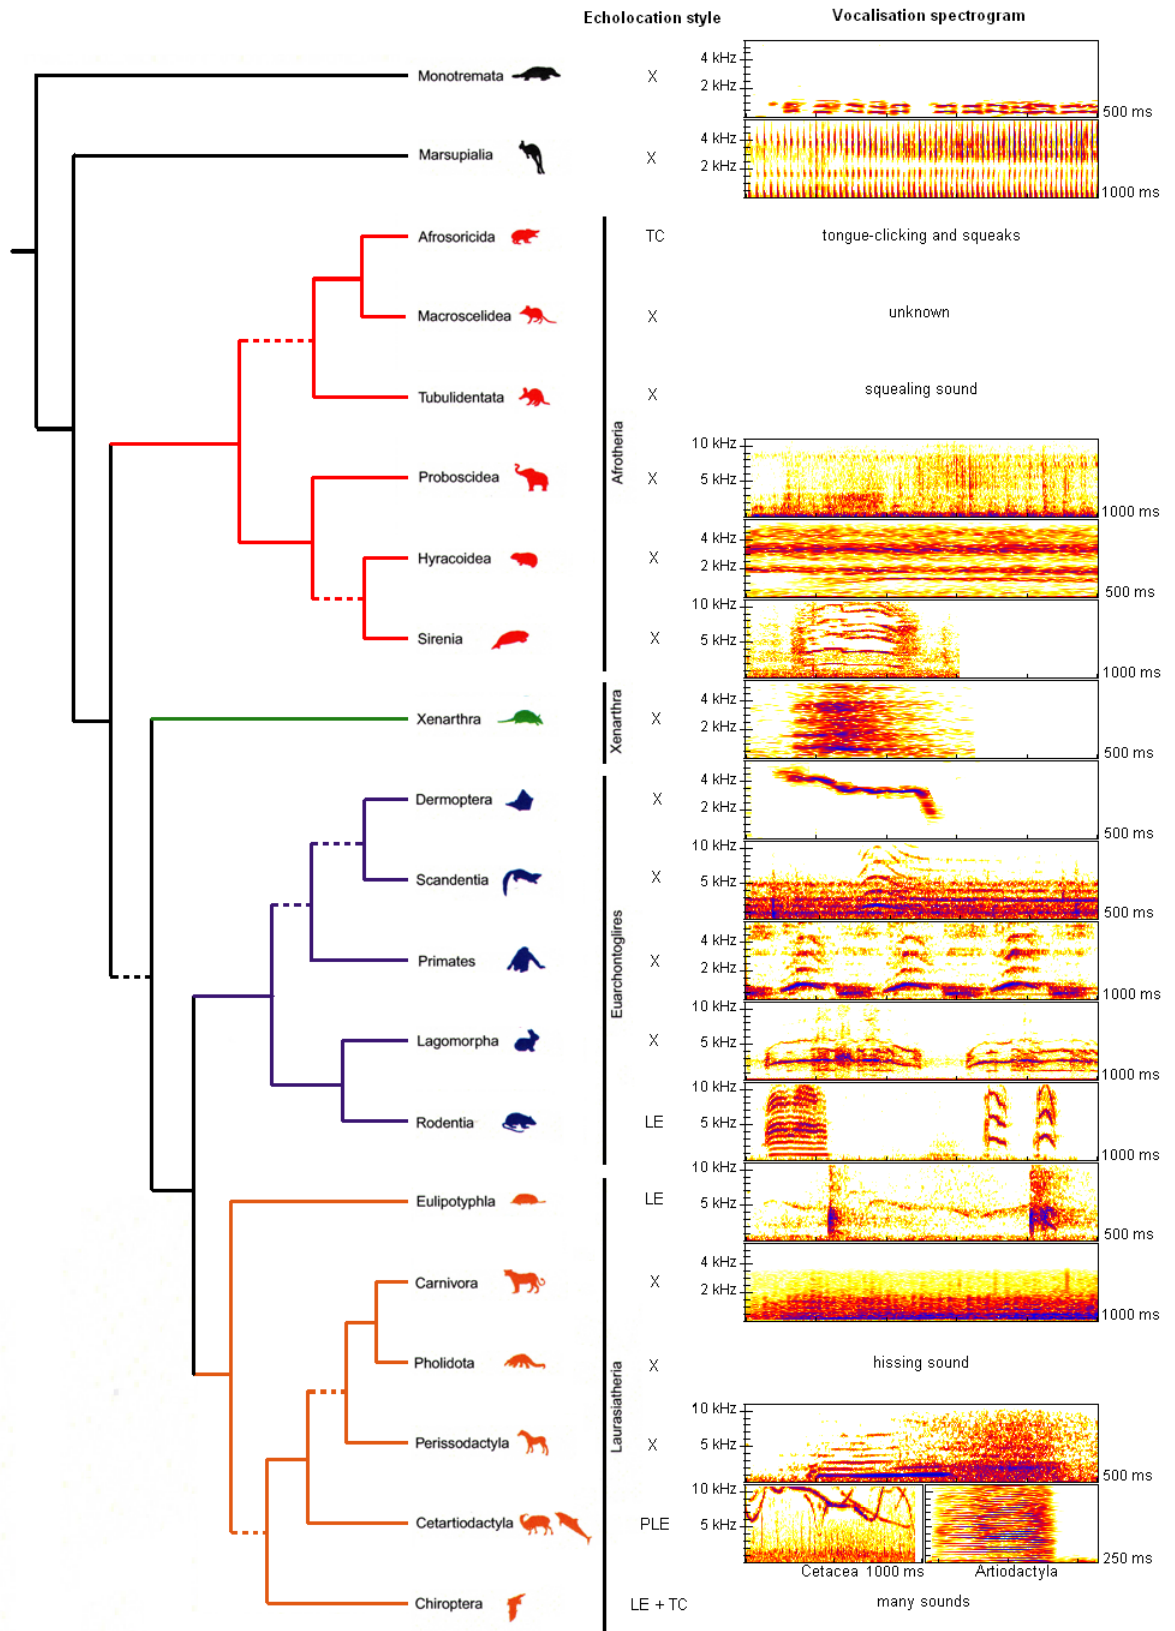 Echolocation style Vocalisation spectrogram
Monotremata X 4 kHz
2 kHz
500 ms
Marsupialia X 4 kHz
2 kHz
1000 ms
Afrosoricida TC tongue-clicking and squeaks
Macroscelidea X unknown
Tubulidentata X squealing sound
Afrotheria
Proboscidea X 10 kHz
5 kHz
1000 ms
Hyracoidea X 4 kHz
2 kHz
500 ms
Sirenia X 10 kHz
5 kHz
1000 ms
Xenarthra Xenarthra X 4 kHz
2 kHz
500 ms
Dermoptera X 4 kHz
2 kHz
500 ms
Scandentia X 10 kHz
5 kHz
500 ms
Euarchontoglires
Primates X 4 kHz
2 kHz
1000 ms
Lagomorpha X 10 kHz
5 kHz
1000 ms
Rodentia LE 10 kHz
5 kHz
1000 ms
Eulipotyphla LE 10 kHz
5 kHz
500 ms
Carnivora X 4 kHz
2 kHz
1000 ms
Laurasiatheria
Pholidota X hissing sound
Perissodactyla X 10 kHz
5 kHz
500 ms
Cetartiodactyla PLE 10 kHz
5 kHz
250 ms
Cetacea 1000 ms Artiodactyla
Chiroptera LE + TC many sounds